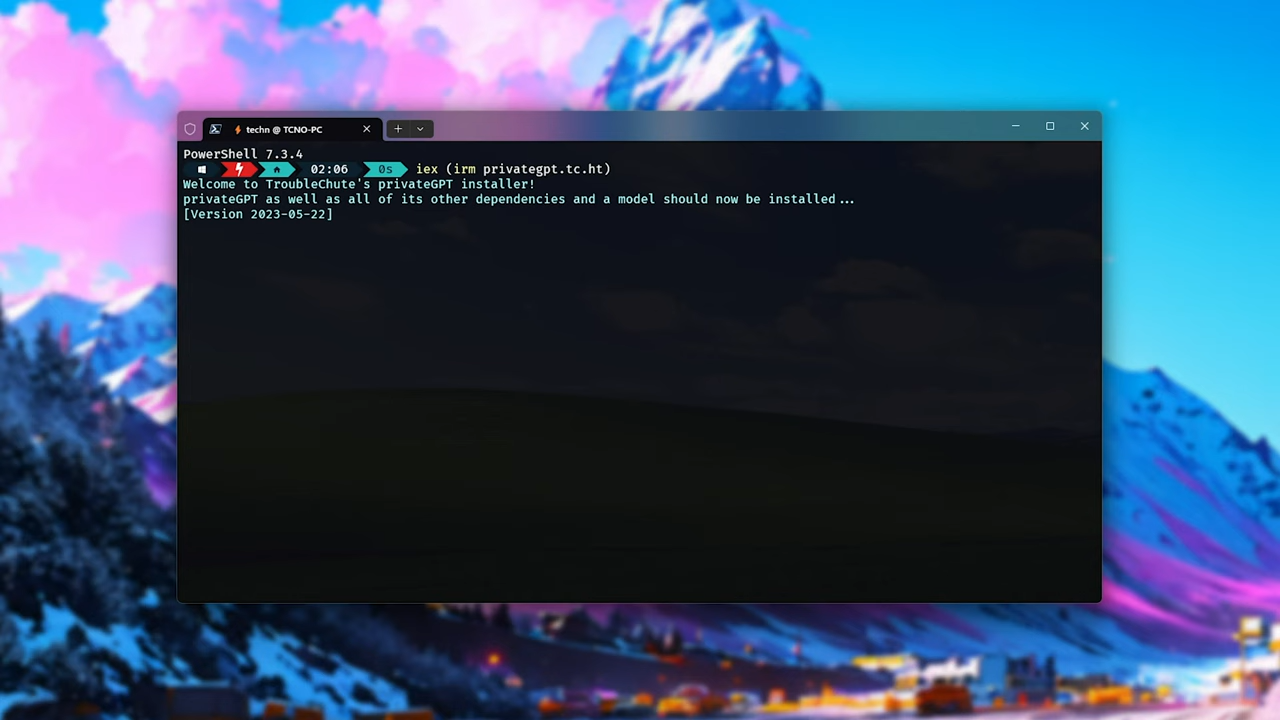 techn @ TCNO-PC
PowerShell 7.3.4
02:06 0s iex (irm privategpt.tc.ht)
Welcome to TroubleChute's privateGPT installer!
privateGPT as well as all of its other dependencies and a model should now be installed...
[Version 2023-05-22]